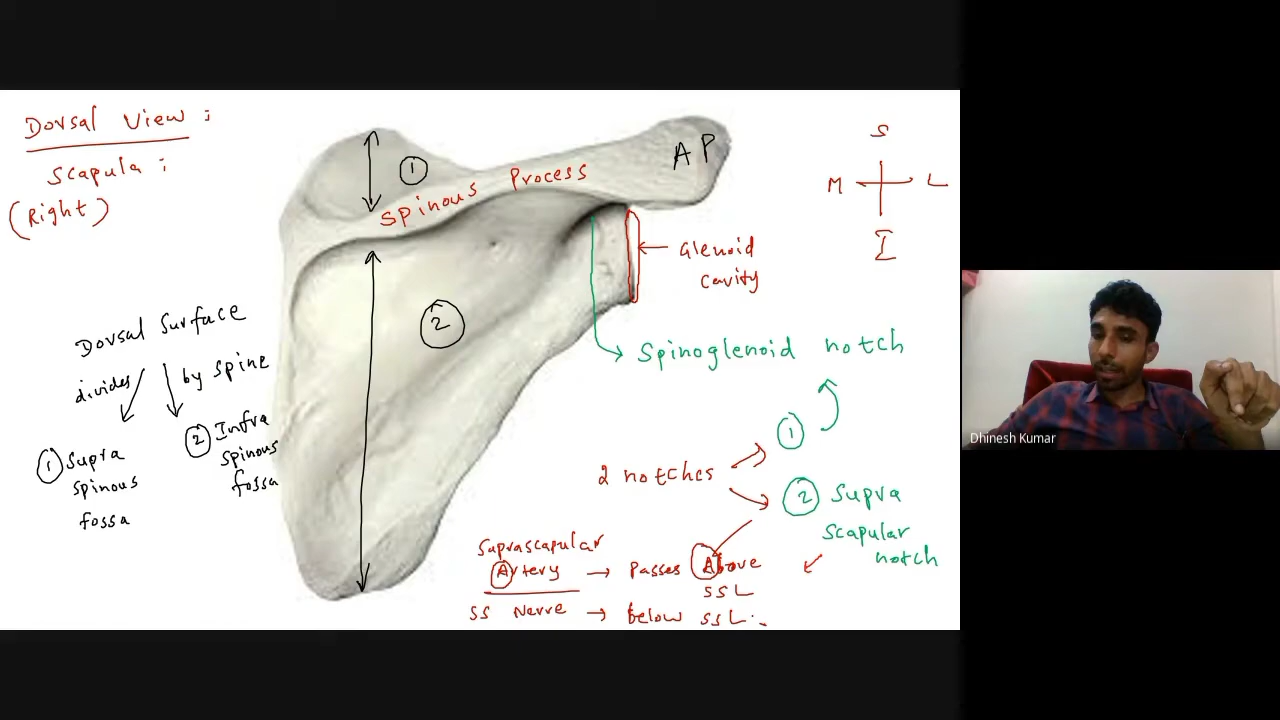 Dorsal View :
Scapula :
(Right)
1
Spinous Process
A P
S
M L
I
Glenoid
cavity
2
Spinoglenoid notch
Dorsal Surface
divides by spine
1 Supra
spinous
fossa
2 Infra
spinous
fossa
2 notches
1
2 Supra
scapular
notch
Suprascapular
Artery → Passes Above
SSL
SS Nerve → below SSL
Dhinesh Kumar